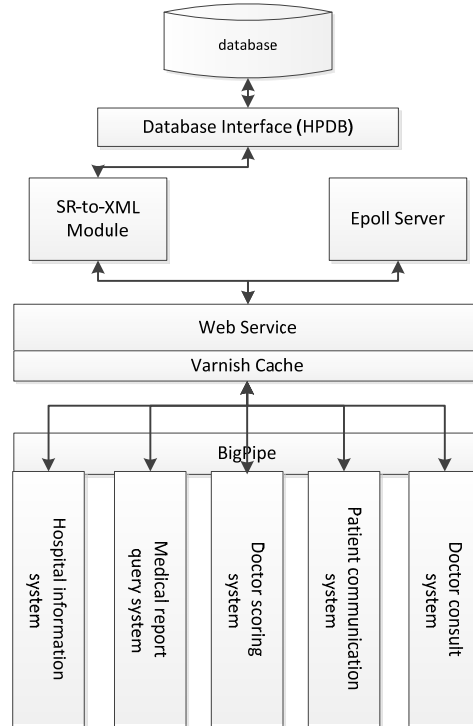 database
Database Interface (HPDB)
SR-to-XML
Module
Epoll Server
Web Service
Varnish Cache
BigPipe
Hospital information
system
Medical report
query system
Doctor scoring
system
Patient communication
system
Doctor consult
system